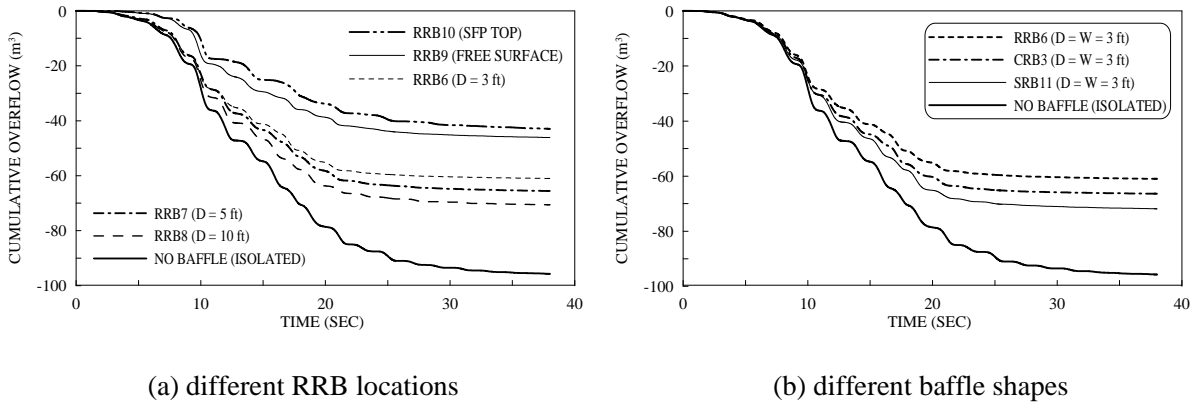 CUMULATIVE OVERFLOW (m³)
0
-20
-40
-60
-80
-100
RRB10 (SFP TOP)
RRB9 (FREE SURFACE)
RRB6 (D = 3 ft)
RRB7 (D = 5 ft)
RRB8 (D = 10 ft)
NO BAFFLE (ISOLATED)
0 10 20 30 40
TIME (SEC)
(a) different RRB locations
CUMULATIVE OVERFLOW (m³)
0
-20
-40
-60
-80
-100
RRB6 (D = W = 3 ft)
CRB3 (D = W = 3 ft)
SRB11 (D = W = 3 ft)
NO BAFFLE (ISOLATED)
0 10 20 30 40
TIME (SEC)
(b) different baffle shapes